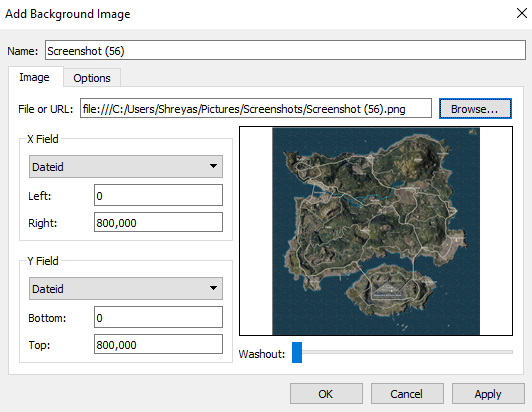 Add Background Image
Name: Screenshot (56)
Image Options
File or URL: file:///C:/Users/Shreyas/Pictures/Screenshots/Screenshot (56).png Browse...
X Field
Dateid
Left: 0
Right: 800,000
Y Field
Dateid
Bottom: 0
Top: 800,000
Washout:
OK Cancel Apply